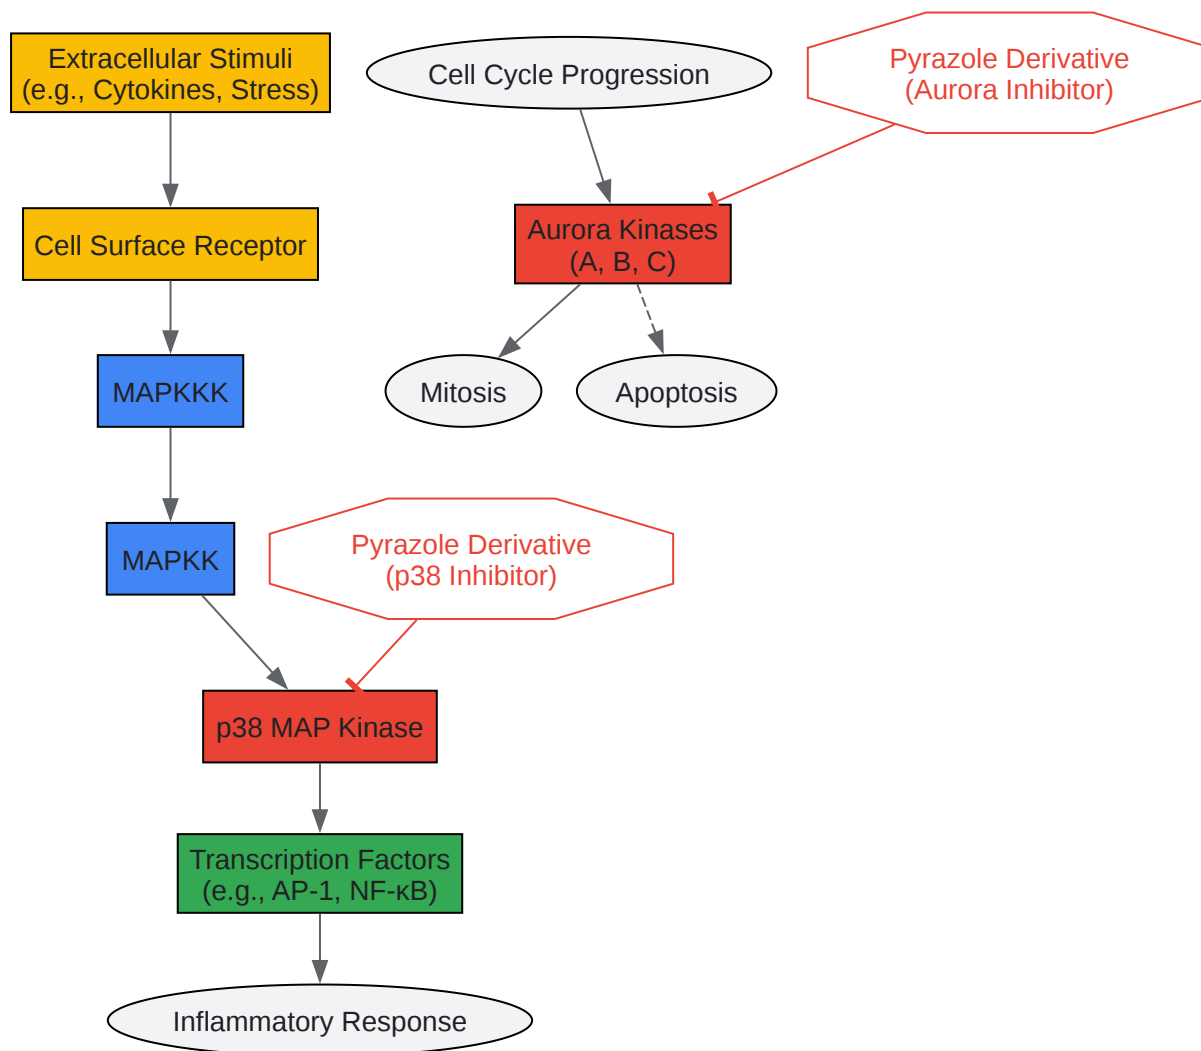 Extracellular Stimuli
(e.g., Cytokines, Stress)
Cell Cycle Progression
Pyrazole Derivative
(Aurora Inhibitor)
Cell Surface Receptor
Aurora Kinases
(A, B, C)
MAPKKK
Mitosis
Apoptosis
MAPKK
Pyrazole Derivative
(p38 Inhibitor)
p38 MAP Kinase
Transcription Factors
(e.g., AP-1, NF-κB)
Inflammatory Response